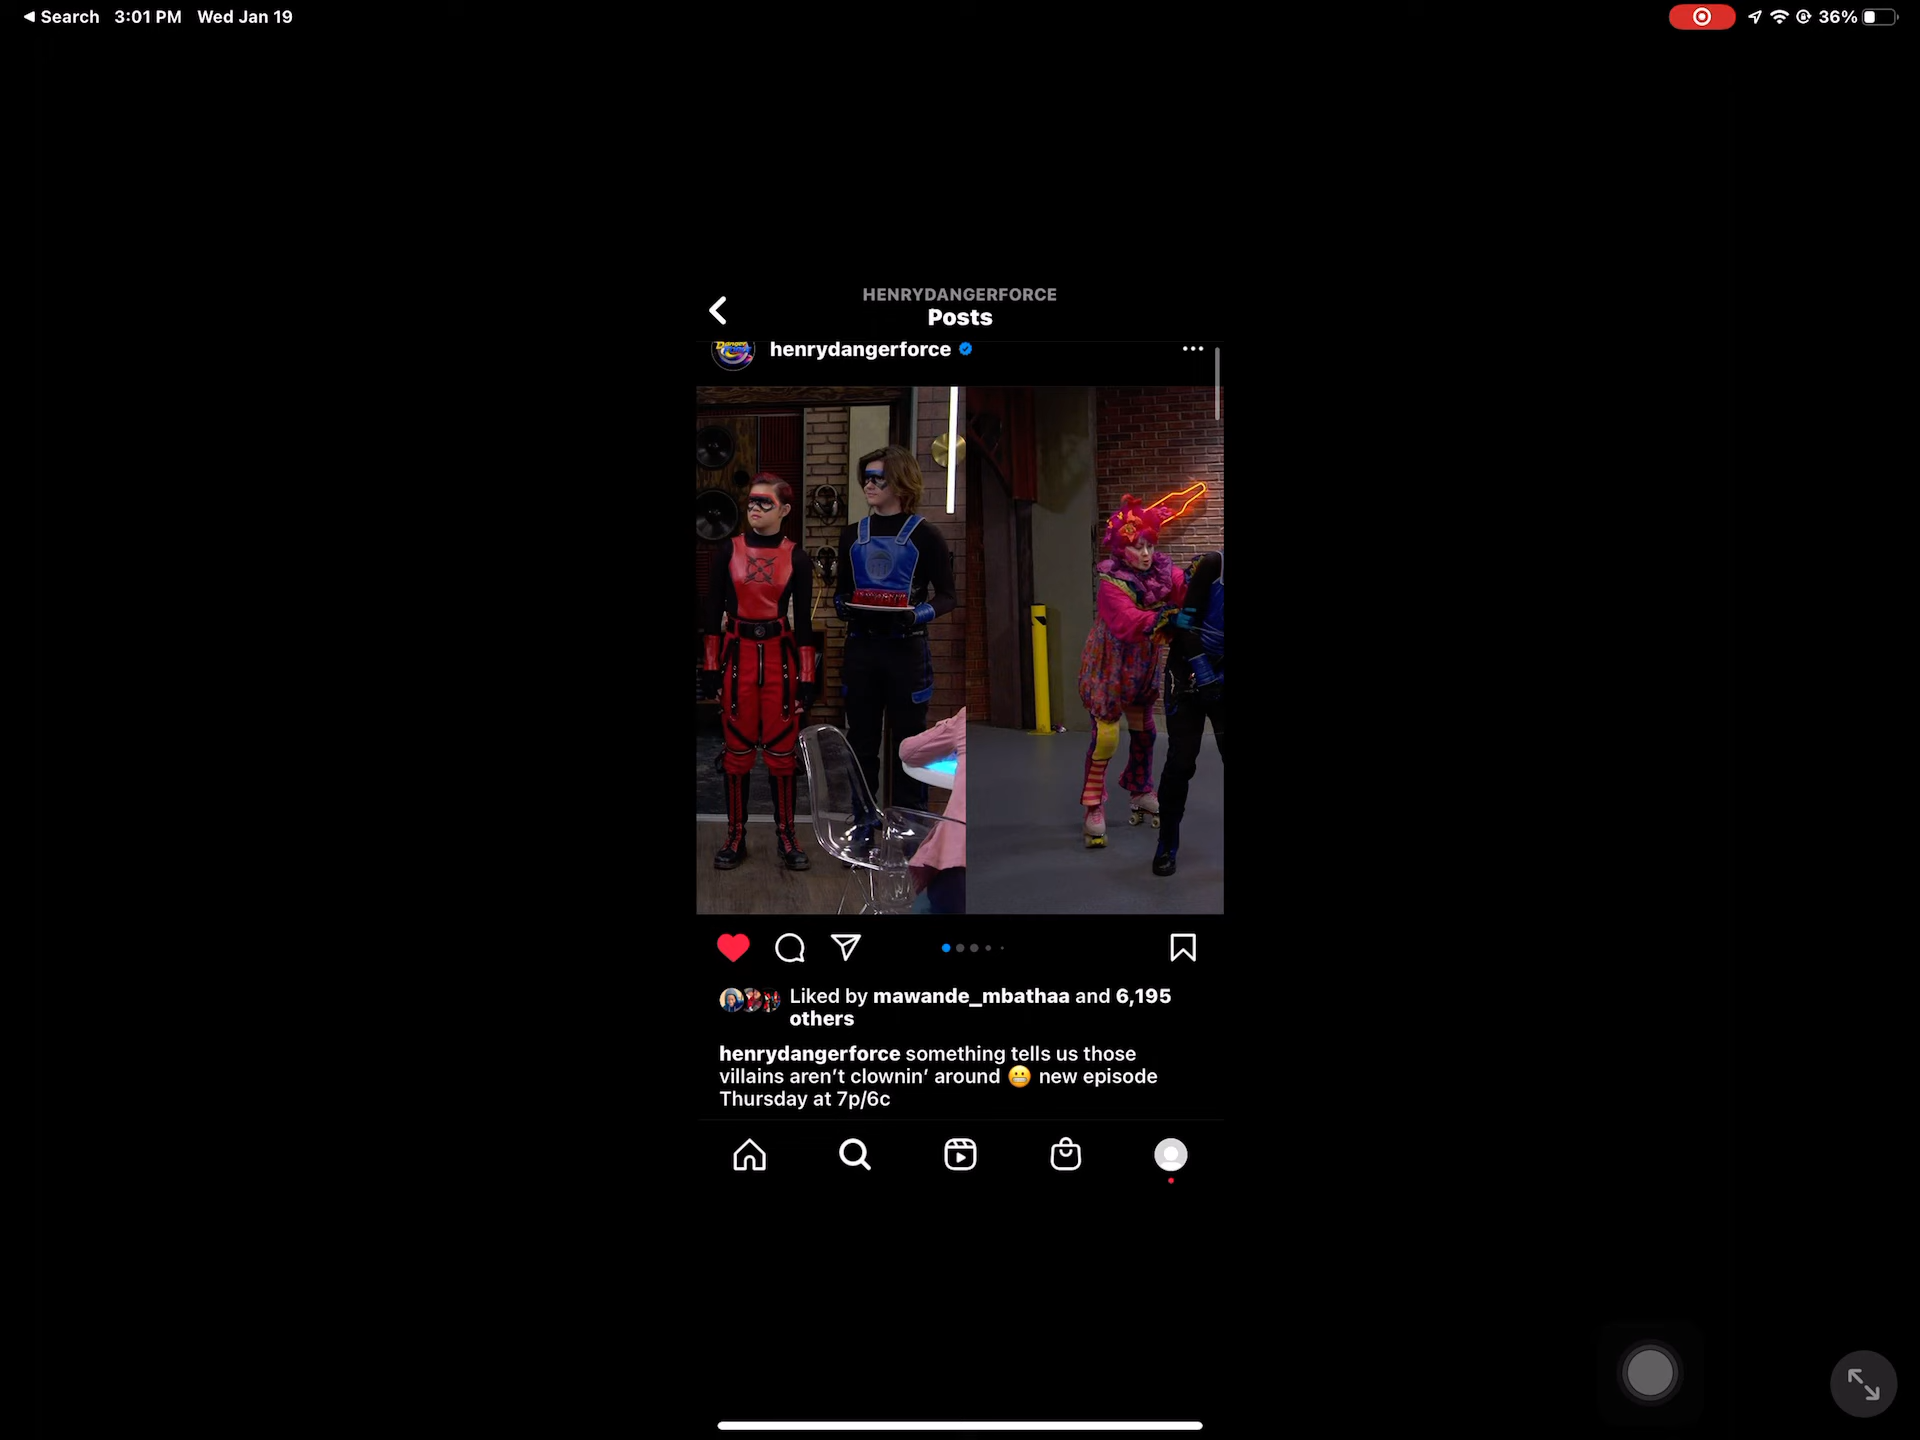 Search 3:01 PM Wed Jan 19
36%
HENRYDANGERFORCE
Posts
henrydangerforce
Liked by mawande_mbathaa and 6,195
others
henrydangerforce something tells us those
villains aren’t clownin’ around 😬 new episode
Thursday at 7p/6c